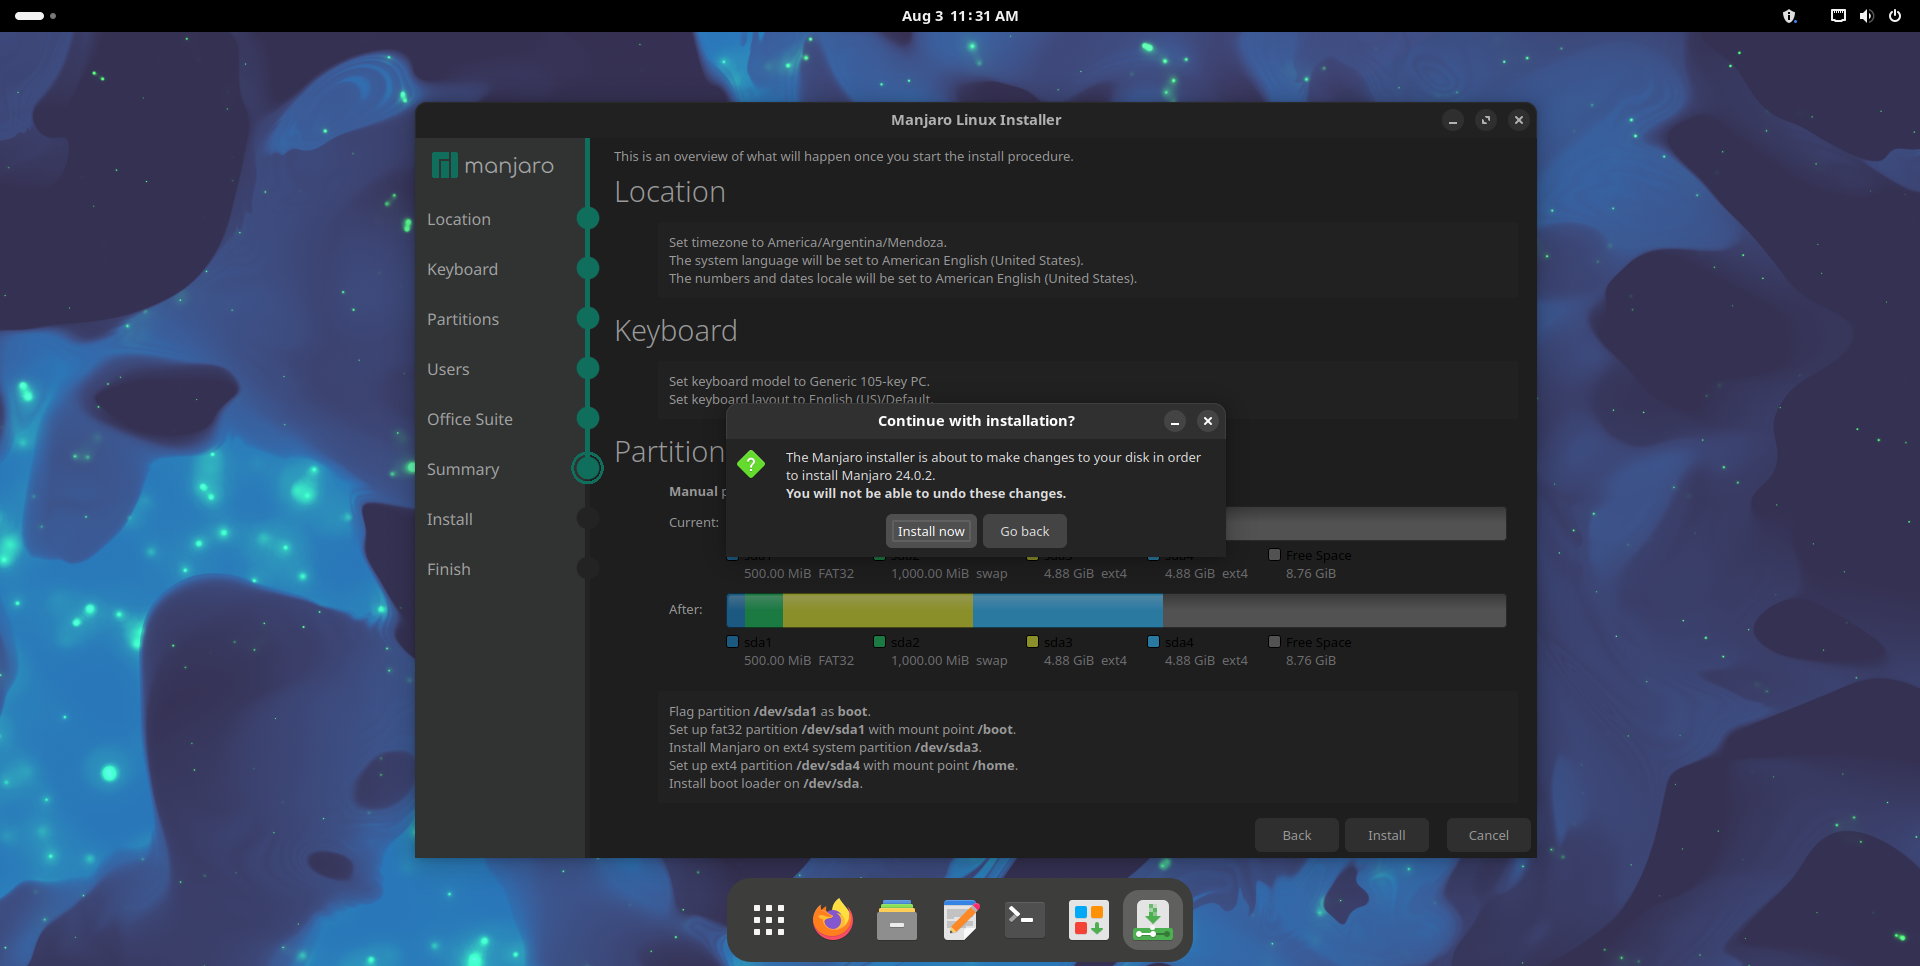 Aug 3 11:31 AM
Manjaro Linux Installer
manjaro
Location
Keyboard
Partitions
Users
Office Suite
Summary
Install
Finish
This is an overview of what will happen once you start the install procedure.
Location
Set timezone to America/Argentina/Mendoza.
The system language will be set to American English (United States).
The numbers and dates locale will be set to American English (United States).
Keyboard
Set keyboard model to Generic 105-key PC.
Set keyboard layout to English (US)/Default.
Partition
Manual
Continue with installation?
The Manjaro installer is about to make changes to your disk in order
to install Manjaro 24.0.2.
You will not be able to undo these changes.
Install now Go back
Current:
Free Space
500.00 MiB FAT32 1,000.00 MiB swap 4.88 GiB ext4 4.88 GiB ext4 8.76 GiB
After:
sda1 sda2 sda3 sda4 Free Space
500.00 MiB FAT32 1,000.00 MiB swap 4.88 GiB ext4 4.88 GiB ext4 8.76 GiB
Flag partition /dev/sda1 as boot.
Set up fat32 partition /dev/sda1 with mount point /boot.
Install Manjaro on ext4 system partition /dev/sda3.
Set up ext4 partition /dev/sda4 with mount point /home.
Install boot loader on /dev/sda.
Back Install Cancel